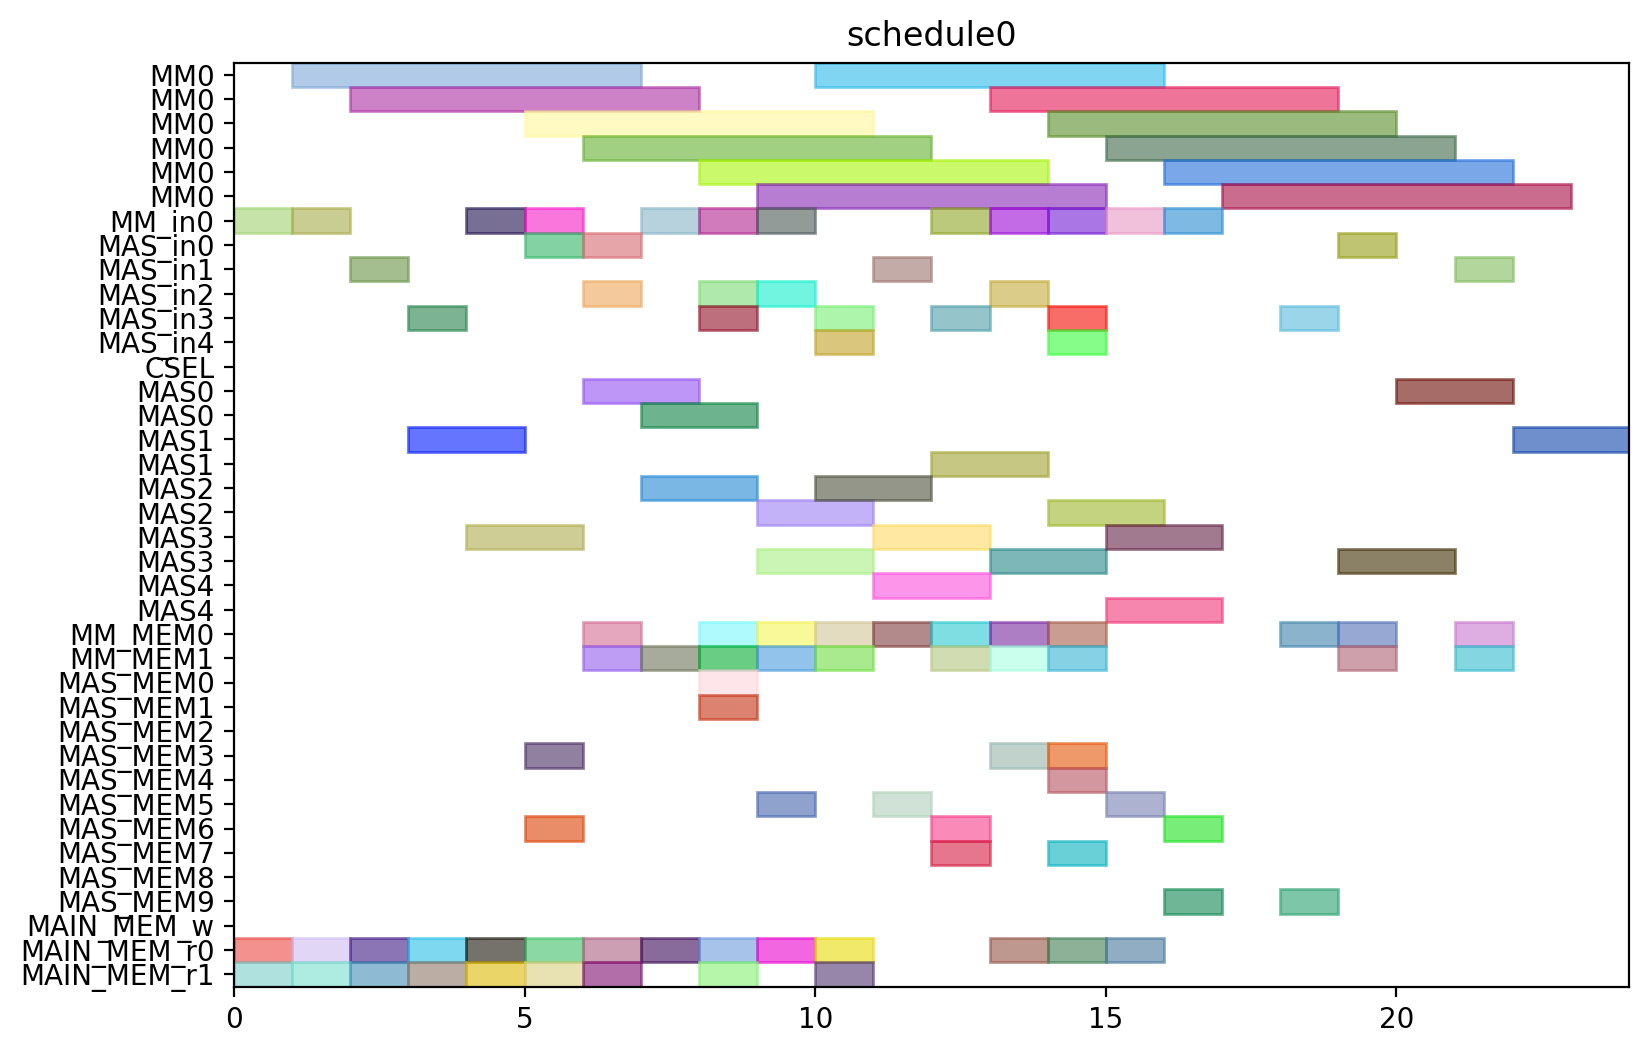 schedule0
MM0
MM0
MM0
MM0
MM0
MM0
MM_in0
MAS_in0
MAS_in1
MAS_in2
MAS_in3
MAS_in4
CSEL
MAS0
MAS0
MAS1
MAS1
MAS2
MAS2
MAS3
MAS3
MAS4
MAS4
MM_MEM0
MM_MEM1
MAS_MEM0
MAS_MEM1
MAS_MEM2
MAS_MEM3
MAS_MEM4
MAS_MEM5
MAS_MEM6
MAS_MEM7
MAS_MEM8
MAS_MEM9
MAIN_MEM_w
MAIN_MEM_r0
MAIN_MEM_r1
0 5 10 15 20